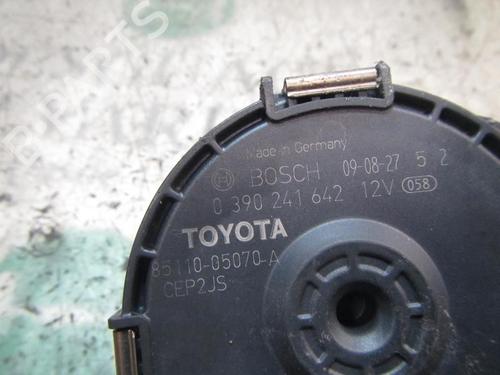 Made in Germany
BOSCH 09-08-27 5 2
0 390 241 642 12V 058
TOYOTA
85110-05070-A
CEP2JS